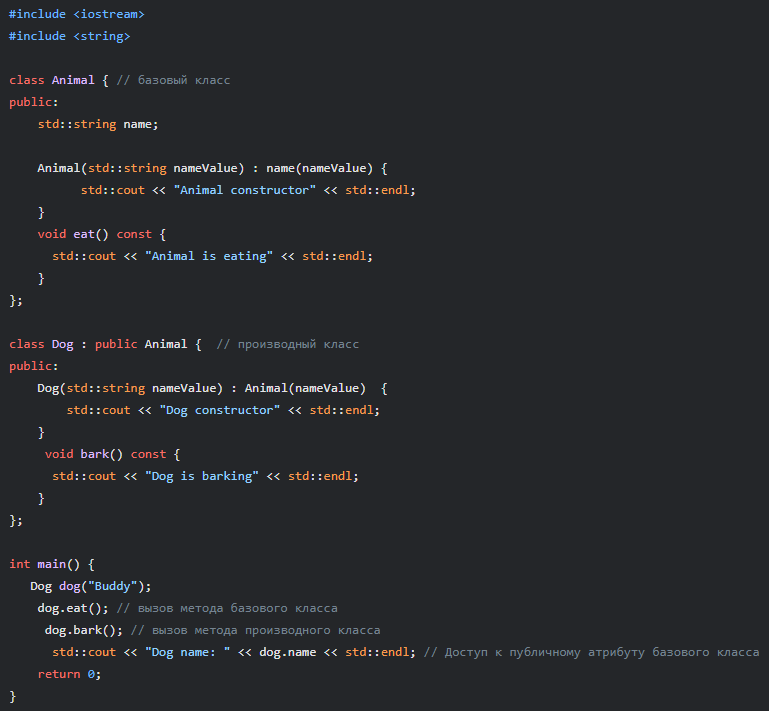 #include <iostream>
#include <string>

class Animal { // базовый класс
public:
    std::string name;

    Animal(std::string nameValue) : name(nameValue) {
          std::cout << "Animal constructor" << std::endl;
    }
    void eat() const {
      std::cout << "Animal is eating" << std::endl;
    }
};

class Dog : public Animal {  // производный класс
public:
    Dog(std::string nameValue) : Animal(nameValue)  {
        std::cout << "Dog constructor" << std::endl;
    }
     void bark() const {
      std::cout << "Dog is barking" << std::endl;
    }
};

int main() {
   Dog dog("Buddy");
    dog.eat(); // вызов метода базового класса
     dog.bark(); // вызов метода производного класса
      std::cout << "Dog name: " << dog.name << std::endl; // Доступ к публичному атрибуту базового класса
    return 0;
}